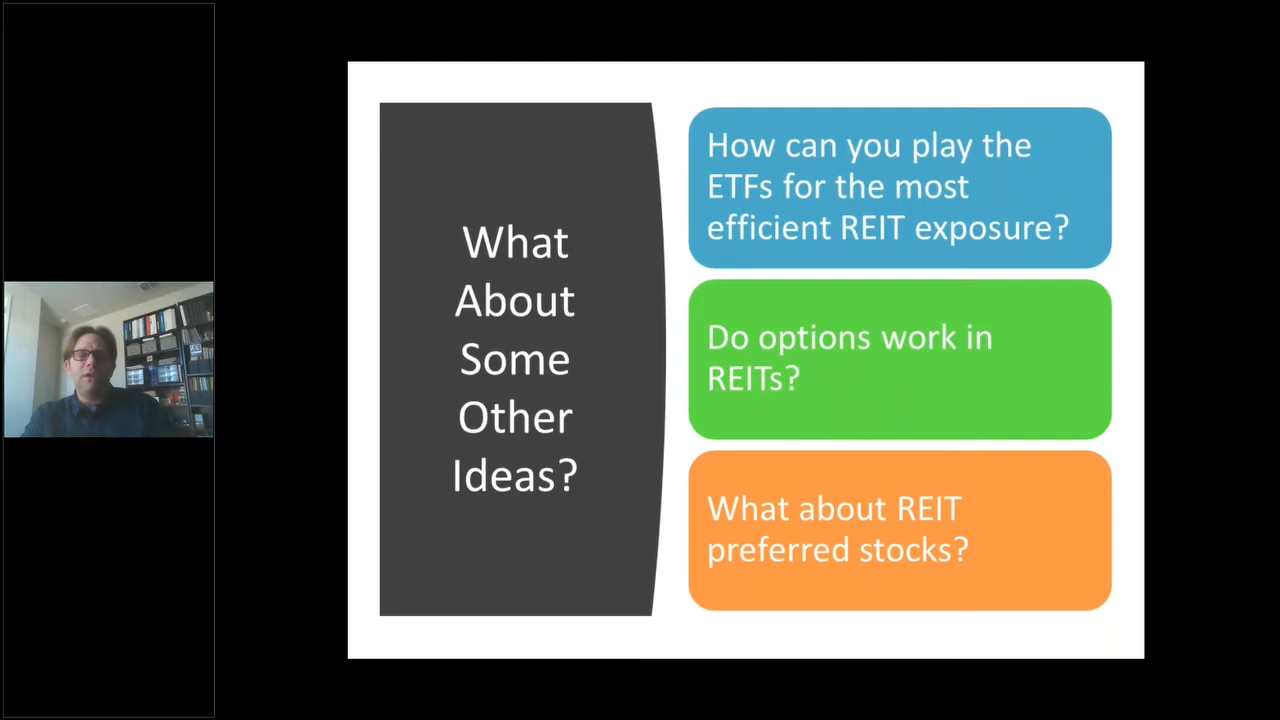 What
About
Some
Other
Ideas?
How can you play the
ETFs for the most
efficient REIT exposure?
Do options work in
REITs?
What about REIT
preferred stocks?